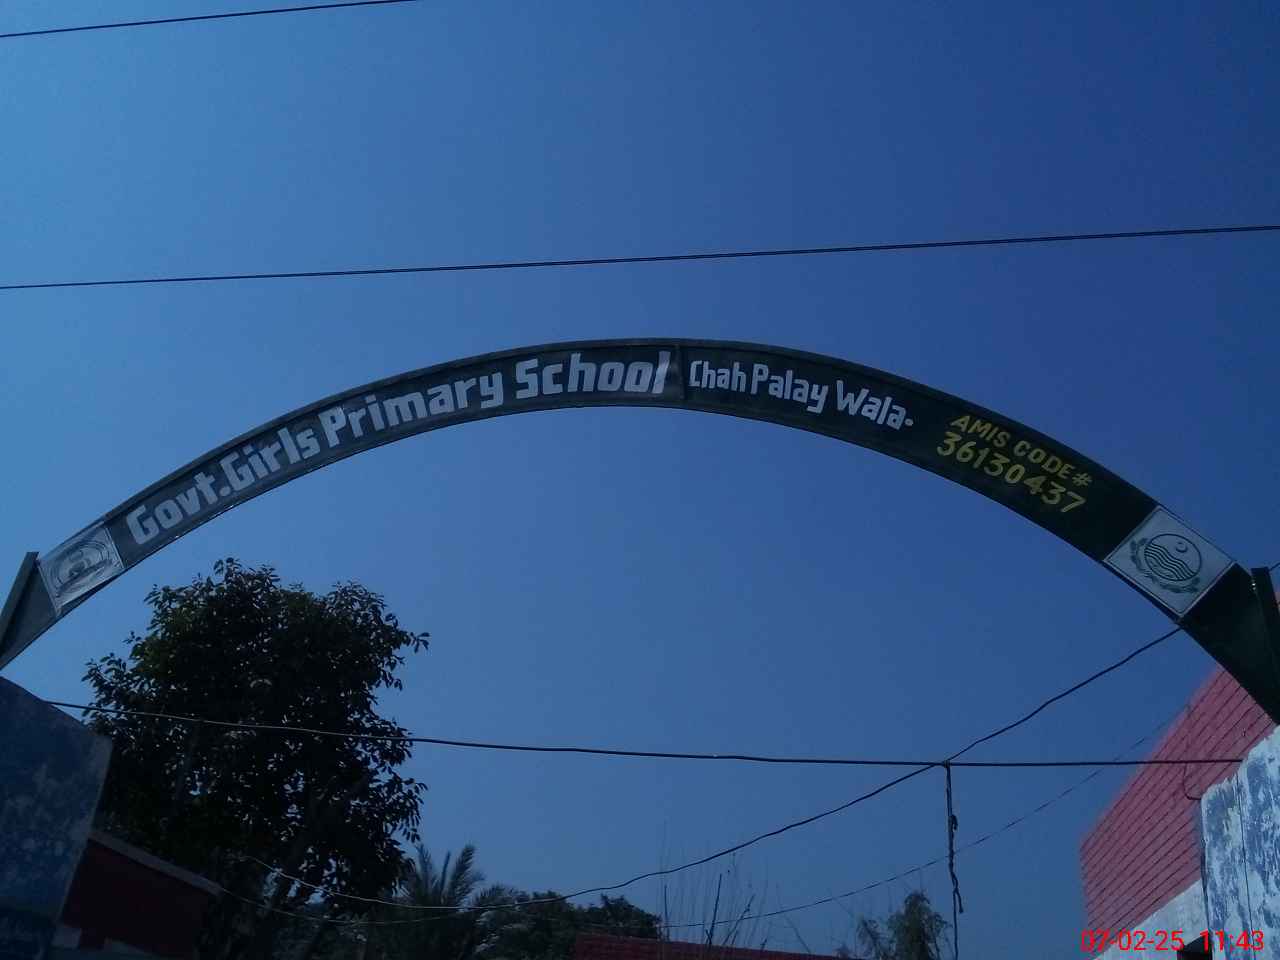 Govt. Girls Primary School Chah Palay Wala.
AMIS CODE#
36130437
07-02-25 11:43